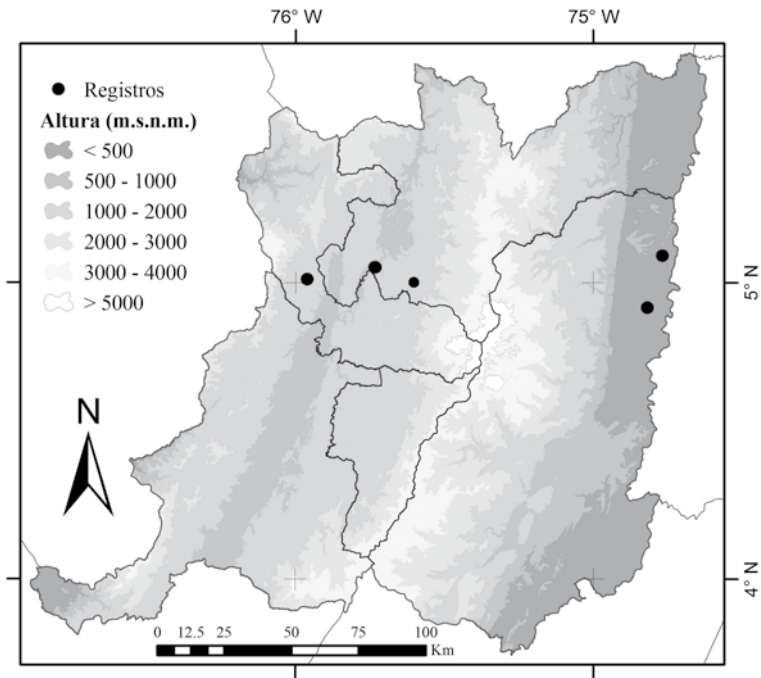 76° W
75° W
Registros
Altura (m.s.n.m.)
< 500
500 - 1000
1000 - 2000
2000 - 3000
3000 - 4000
> 5000
5° N
N
4° N
0 12.5 25 50 75 100
Km